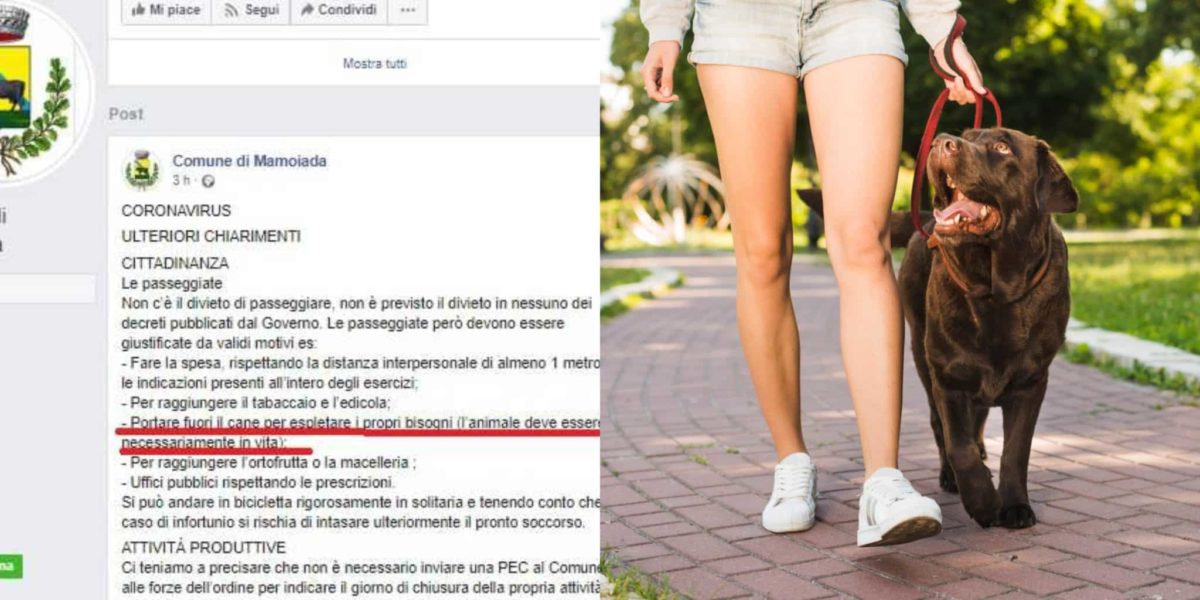 Mi piace
Segui
Condividi
...
Mostra tutti
Post
Comune di Mamoiada
3 h ·
CORONAVIRUS
ULTERIORI CHIARIMENTI
CITTADINANZA
Le passeggiate
Non c'è il divieto di passeggiare, non è previsto il divieto in nessuno dei
decreti pubblicati dal Governo. Le passeggiate però devono essere
giustificate da validi motivi es:
- Fare la spesa, rispettando la distanza interpersonale di almeno 1 metro
le indicazioni presenti all'intero degli esercizi;
- Per raggiungere il tabaccaio e l'edicola;
- Portare fuori il cane per espletare i propri bisogni (l'animale deve essere
necessariamente in vita);
- Per raggiungere l'ortofrutta o la macelleria ;
- Uffici pubblici rispettando le prescrizioni.
Si può andare in bicicletta rigorosamente in solitaria e tenendo conto che
caso di infortunio si rischia di intasare ulteriormente il pronto soccorso.
ATTIVITÁ PRODUTTIVE
Ci teniamo a precisare che non è necessario inviare una PEC al Comune
alle forze dell'ordine per indicare il giorno di chiusura della propria attività